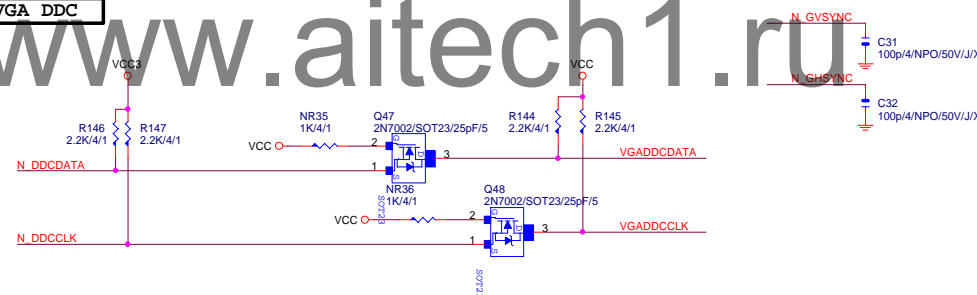 VGA DDC
www.aitech1.ru
N_GVSYNC
C31
100p/4/NPO/50V/J/X
N_GHSYNC
C32
100p/4/NPO/50V/J/X
VCC3
VCC
R146
2.2K/4/1
R147
2.2K/4/1
NR35
1K/4/1
Q47
2N7002/SOT23/25pF/5
R144
2.2K/4/1
R145
2.2K/4/1
VCC
2
G
D
S
1
3
N_DDCDATA
VGADDCDATA
SOT23
NR36
1K/4/1
Q48
2N7002/SOT23/25pF/5
VCC
2
G
D
S
1
3
N_DDCCLK
VGADDCCLK